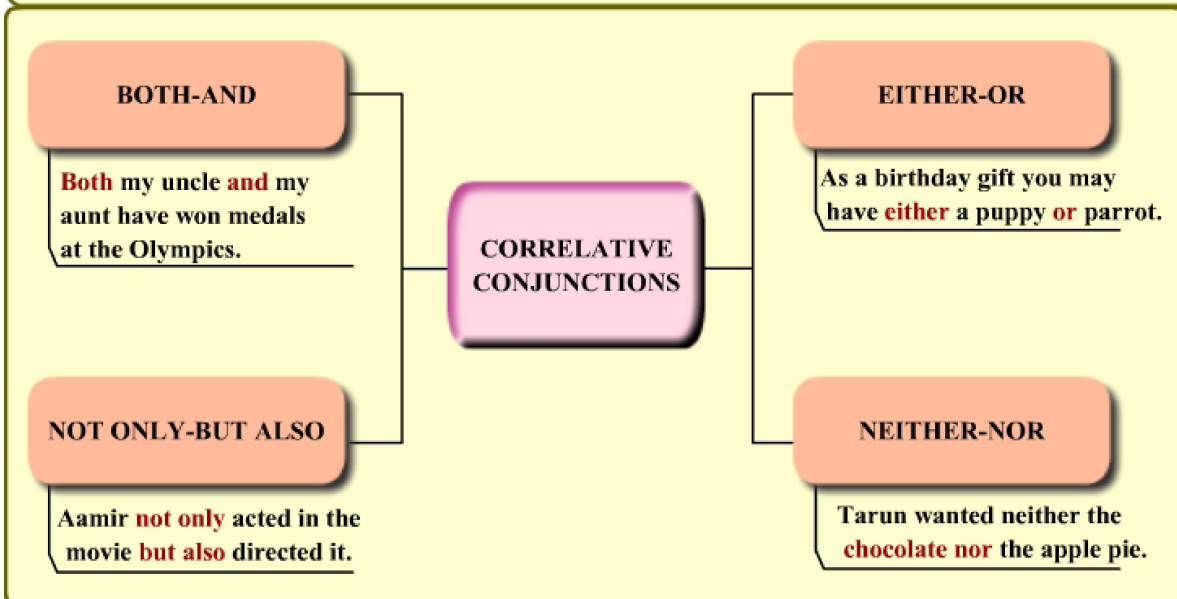 BOTH-AND
Both my uncle and my
aunt have won medals
at the Olympics.
EITHER-OR
As a birthday gift you may
have either a puppy or parrot.
CORRELATIVE
CONJUNCTIONS
NOT ONLY-BUT ALSO
Aamir not only acted in the
movie but also directed it.
NEITHER-NOR
Tarun wanted neither the
chocolate nor the apple pie.